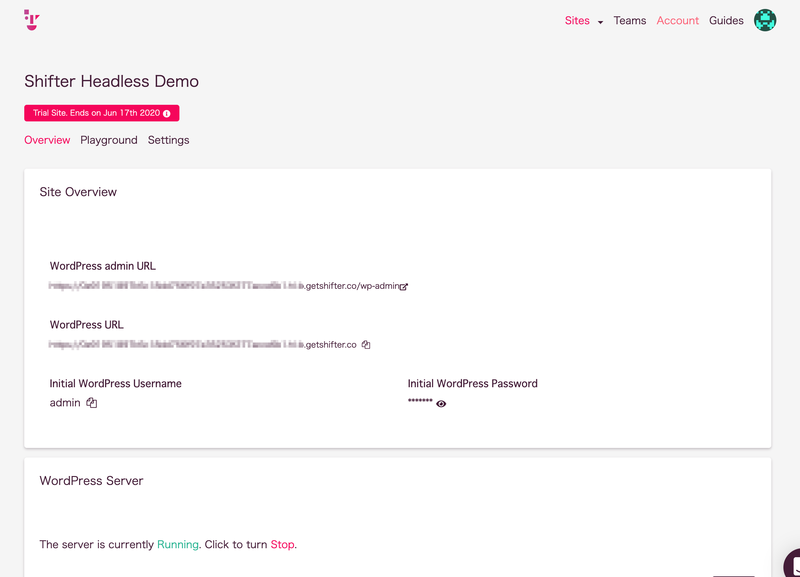 Sites Teams Account Guides
Shifter Headless Demo
Trial Site. Ends on Jun 17th 2020
Overview Playground Settings
Site Overview
WordPress admin URL
.getshifter.co/wp-admin
WordPress URL
.getshifter.co
Initial WordPress Username Initial WordPress Password
admin *******
WordPress Server
The server is currently Running. Click to turn Stop.